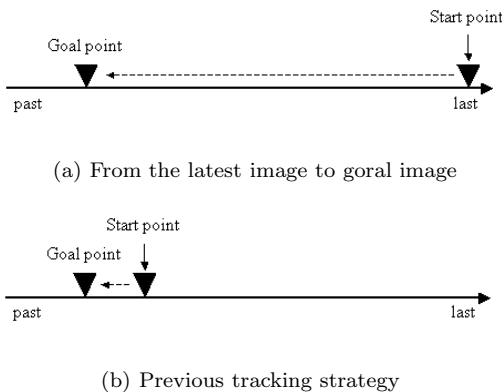 Start point
Goal point
past last
(a) From the latest image to goral image
Start point
Goal point
past last
(b) Previous tracking strategy